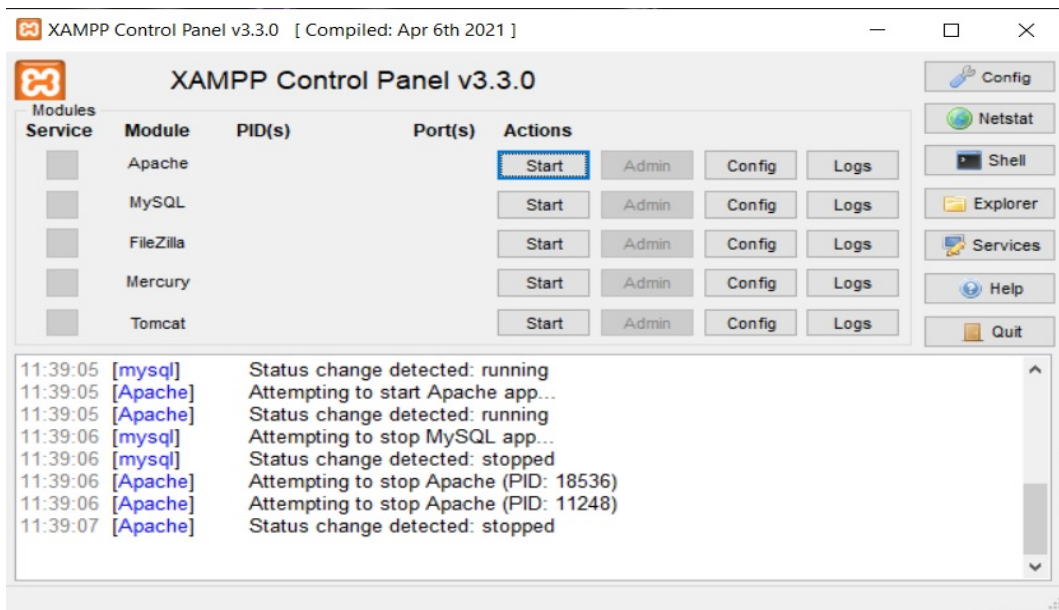 XAMPP Control Panel v3.3.0 [ Compiled: Apr 6th 2021 ]
XAMPP Control Panel v3.3.0
Config
Modules
Service Module PID(s) Port(s) Actions
Netstat
Apache Start Admin Config Logs
Shell
MySQL Start Admin Config Logs
Explorer
FileZilla Start Admin Config Logs
Services
Mercury Start Admin Config Logs
Help
Tomcat Start Admin Config Logs
Quit
11:39:05 [mysql] Status change detected: running
11:39:05 [Apache] Attempting to start Apache app...
11:39:05 [Apache] Status change detected: running
11:39:06 [mysql] Attempting to stop MySQL app...
11:39:06 [mysql] Status change detected: stopped
11:39:06 [Apache] Attempting to stop Apache (PID: 18536)
11:39:06 [Apache] Attempting to stop Apache (PID: 11248)
11:39:07 [Apache] Status change detected: stopped